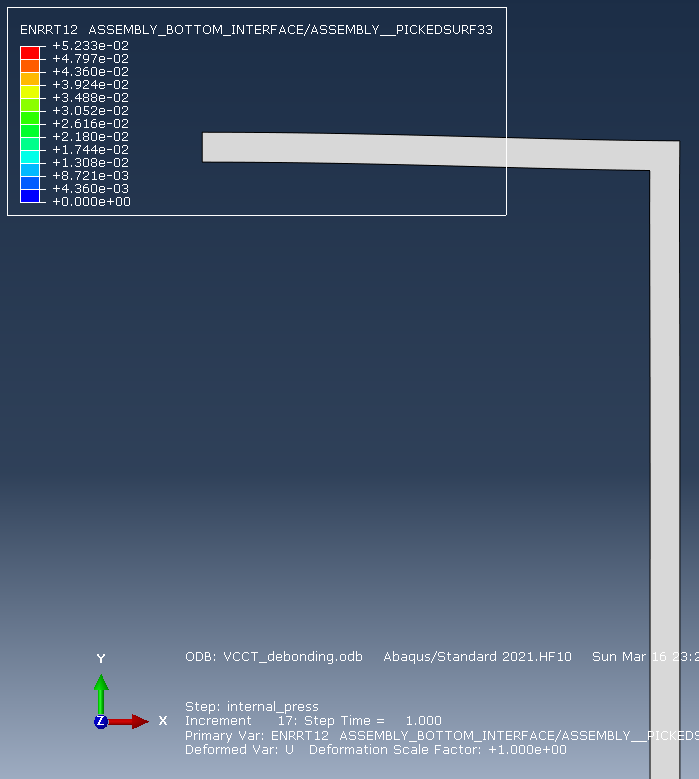 ENRRT12  ASSEMBLY_BOTTOM_INTERFACE/ASSEMBLY__PICKEDSURF33
+5.233e-02
+4.797e-02
+4.360e-02
+3.924e-02
+3.488e-02
+3.052e-02
+2.616e-02
+2.180e-02
+1.744e-02
+1.308e-02
+8.721e-03
+4.360e-03
+0.000e+00
Y
Z
X
ODB: VCCT_debonding.odb    Abaqus/Standard 2021.HF10    Sun Mar 16 23:2
Step: internal_press
Increment    17: Step Time =    1.000
Primary Var: ENRRT12  ASSEMBLY_BOTTOM_INTERFACE/ASSEMBLY__PICKEDS
Deformed Var: U   Deformation Scale Factor: +1.000e+00